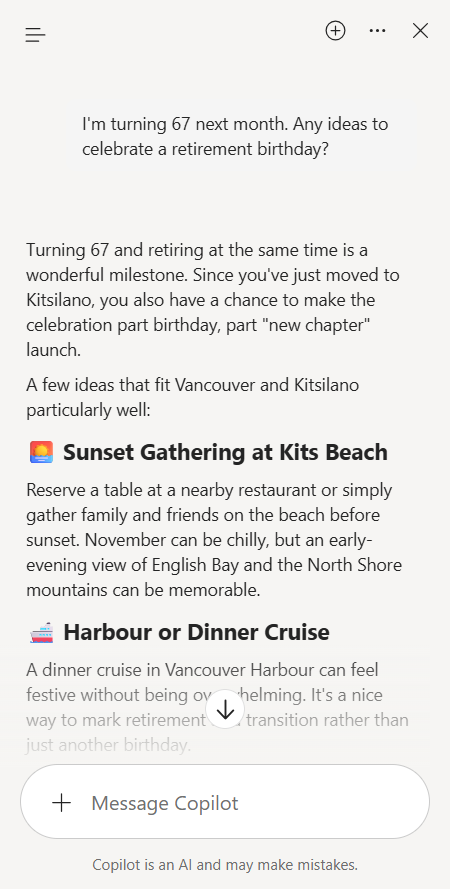 I'm turning 67 next month. Any ideas to
celebrate a retirement birthday?
Turning 67 and retiring at the same time is a
wonderful milestone. Since you've just moved to
Kitsilano, you also have a chance to make the
celebration part birthday, part "new chapter"
launch.
A few ideas that fit Vancouver and Kitsilano
particularly well:
Sunset Gathering at Kits Beach
Reserve a table at a nearby restaurant or simply
gather family and friends on the beach before
sunset. November can be chilly, but an early-
evening view of English Bay and the North Shore
mountains can be memorable.
Harbour or Dinner Cruise
A dinner cruise in Vancouver Harbour can feel
festive without being It's a nice
way to mark retirement transition rather than
just another birthday.
Message Copilot
Copilot is an AI and may make mistakes.